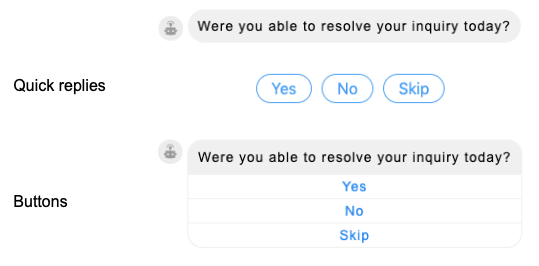 Were you able to resolve your inquiry today?
Quick replies
Yes No Skip
Were you able to resolve your inquiry today?
Buttons
Yes
No
Skip